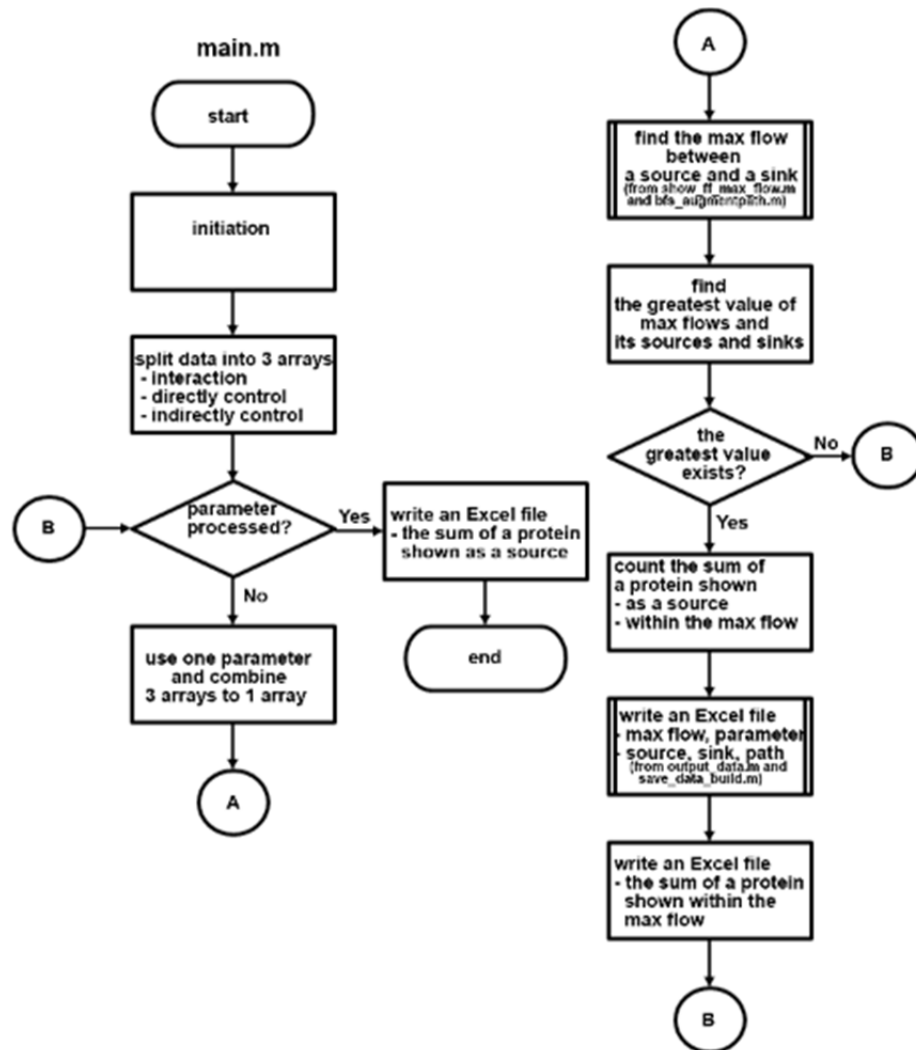 main.m
start
initiation
split data into 3 arrays
- interaction
- directly control
- indirectly control
B
parameter
processed?
Yes
write an Excel file
- the sum of a protein
shown as a source
No
end
use one parameter
and combine
3 arrays to 1 array
A
A
find the max flow
between
a source and a sink
(from show_ff_max_flow.m
and bfs_augmentpath.m)
find
the greatest value of
max flows and
its sources and sinks
the
greatest value
exists?
No
B
Yes
count the sum of
a protein shown
- as a source
- within the max flow
write an Excel file
- max flow, parameter
- source, sink, path
(from output_data.m and
save_data_build.m)
write an Excel file
- the sum of a protein
shown within the
max flow
B